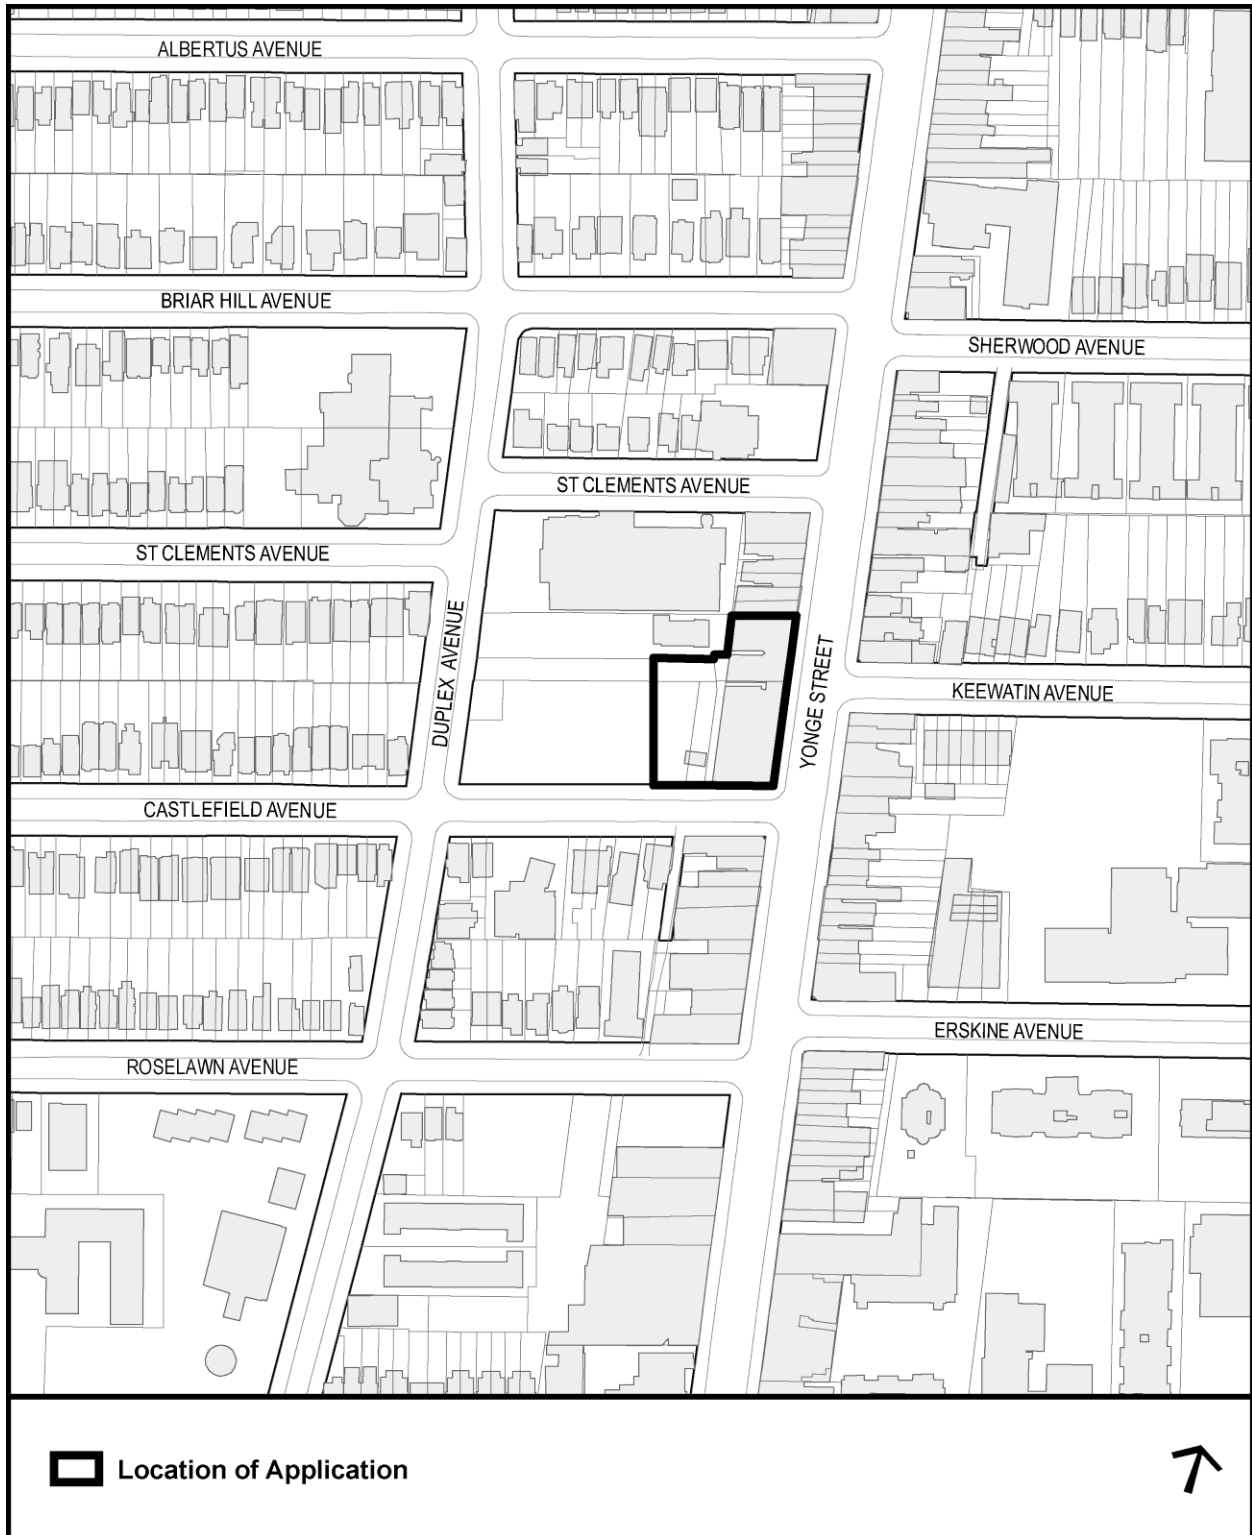 ALBERTUS AVENUE
BRIAR HILL AVENUE
SHERWOOD AVENUE
ST CLEMENTS AVENUE
ST CLEMENTS AVENUE
DUPLEX AVENUE
YONGE STREET
KEEWATIN AVENUE
CASTLEFIELD AVENUE
ERSKINE AVENUE
ROSELAWN AVENUE
Location of Application